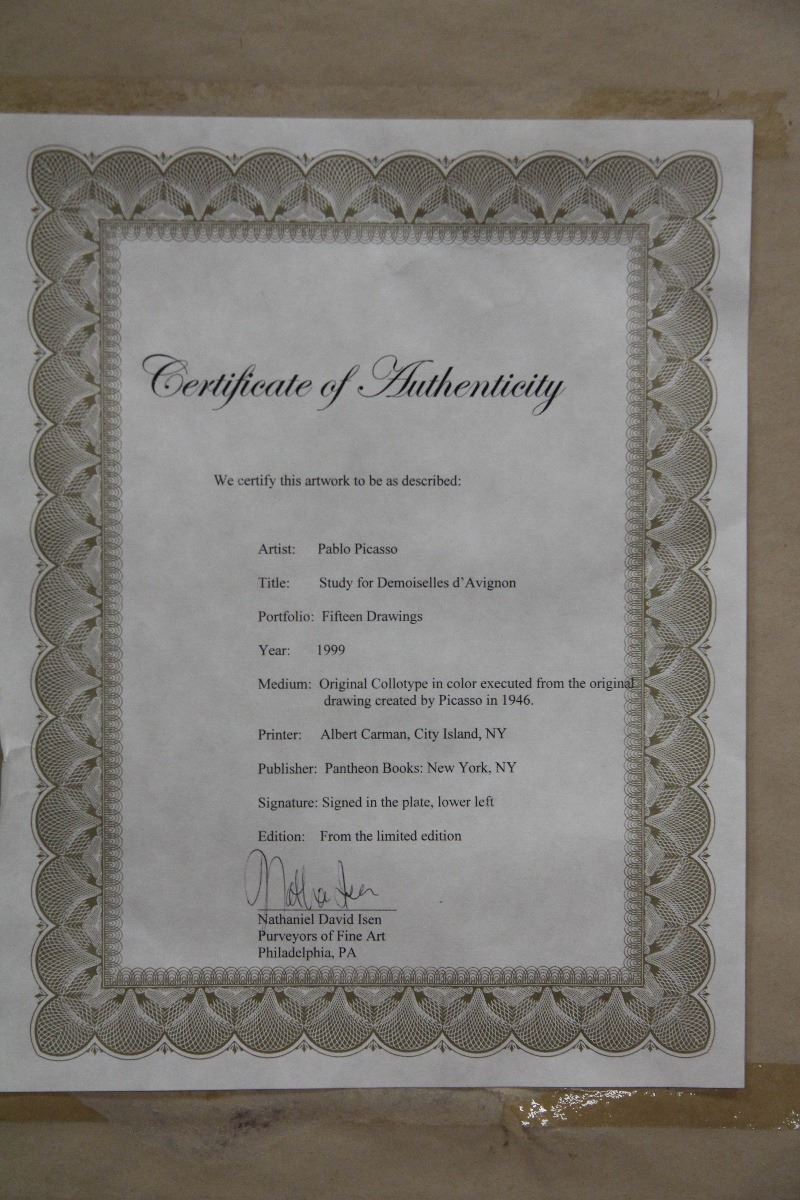 Certificate of Authenticity
We certify this artwork to be as described:
Artist: Pablo Picasso
Title: Study for Demoiselles d'Avignon
Portfolio: Fifteen Drawings
Year: 1999
Medium: Original Collotype in color executed from the original
drawing created by Picasso in 1946.
Printer: Albert Carman, City Island, NY
Publisher: Pantheon Books: New York, NY
Signature: Signed in the plate, lower left
Edition: From the limited edition
Nathaniel David Isen
Purveyors of Fine Art
Philadelphia, PA